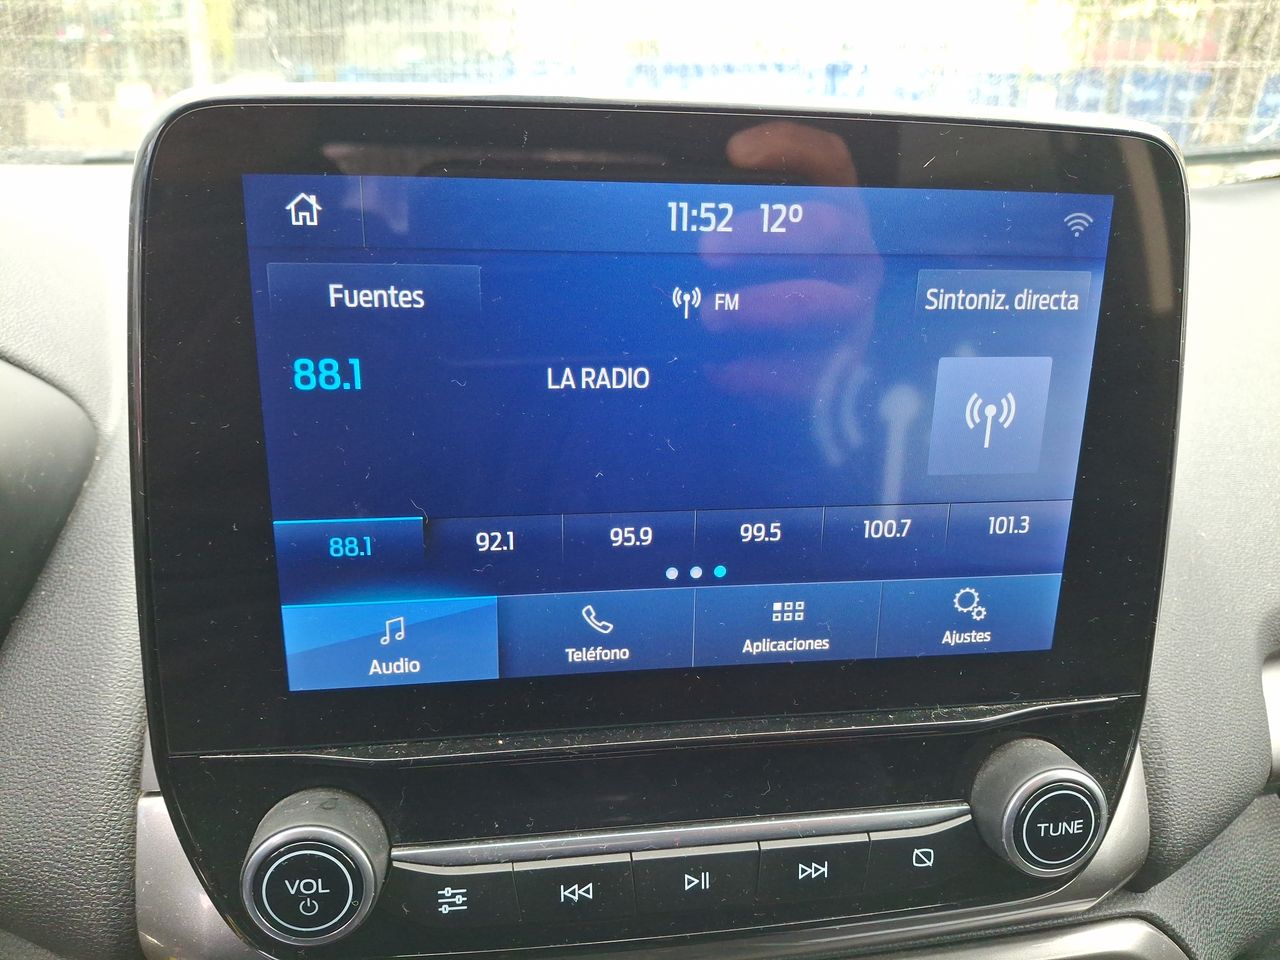 11:52 12º
Fuentes
FM
Sintoniz. directa
88.1
LA RADIO
88.1 92.1 95.9 99.5 100.7 101.3
Audio
Teléfono
Aplicaciones
Ajustes
VOL
TUNE